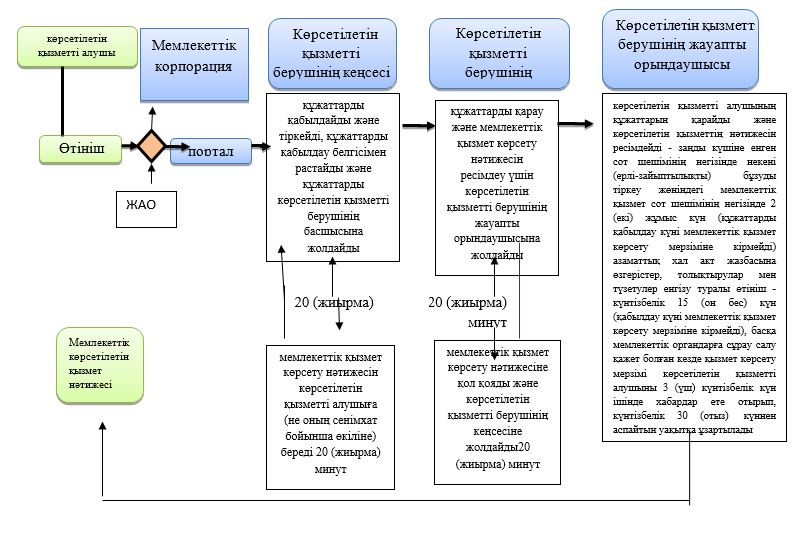 көрсетілетін
қызметті алушы
Мемлекеттік
корпорация
Көрсетілетін
қызметті
берушінің кеңсесі
Көрсетілетін
қызметті
берушінің
Көрсетілетін қызметт
берушінің жауапты
орындаушысы
Өтініш
портал
ЖАО
құжаттарды
қабылдайды және
тіркейді, құжаттарды
қабылдау белгісімен
растайды және
құжаттарды
көрсетілетін қызметті
берушінің
басшысына
жолдайды
құжаттарды қарау
және мемлекеттік
қызмет көрсету
нәтижесін
ресімдеу үшін
көрсетілетін
қызметті берушінің
жауапты
орындаушысына
жолдайды
көрсетілетін қызметті алушының
құжаттарын қарайды және
көрсетілетін қызметтің нәтижесін
ресімдейді - заңды күшіне енген
сот шешімінің негізінде некені
(ерлі-зайыптылықты) бұзуды
тіркеу жөніндегі мемлекеттік
қызмет сот шешімінің негізінде 2
(екі) жұмыс күн (құжаттарды
қабылдау күні мемлекеттік қызмет
көрсету мерзіміне кірмейді)
азаматтық хал акт жазбасына
өзгерістер, толықтырулар мен
түзетулер енгізу туралы өтініш -
күнтізбелік 15 (он бес) күн
(қабылдау күні мемлекеттік қызмет
көрсету мерзіміне кірмейді), басқа
мемлекеттік органдарға сұрау салу
қажет болған кезде қызмет көрсету
мерзімі көрсетілетін қызметті
алушыны 3 (үш) күнтізбелік күн
ішінде хабардар ете отырып,
күнтізбелік 30 (отыз) күннен
аспайтын уақытқа ұзартылады
20 (жиырма)
20 (жиырма)
минут
Мемлекеттік
көрсетілетін
қызмет
нәтижесі
мемлекеттік қызмет
көрсету нәтижесін
көрсетілетін
қызметті алушыға
(не оның сенімхат
бойынша өкіліне)
береді 20 (жиырма)
минут
мемлекеттік қызмет
көрсету нәтижесіне
қол қояды және
көрсетілетін
қызметті берушінің
кеңсесіне
жолдайды20
(жиырма) минут